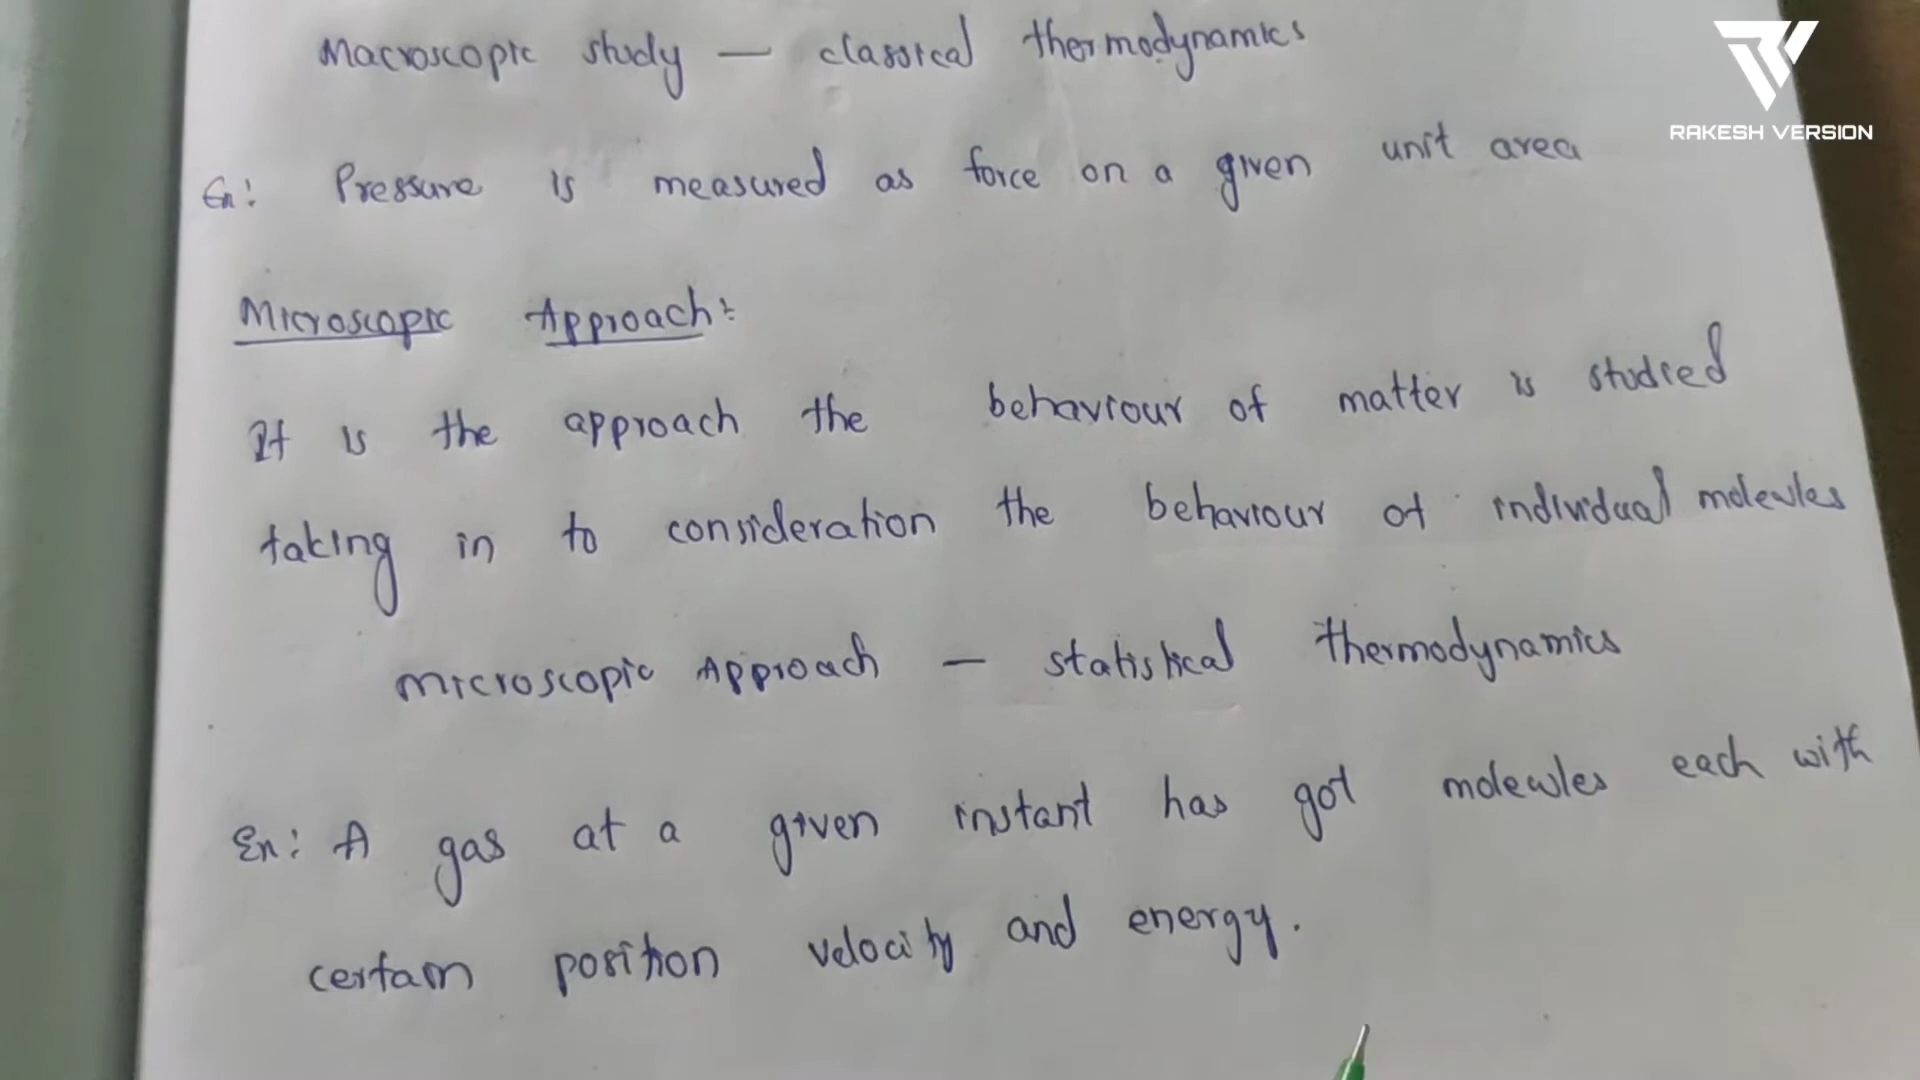 Macroscopic study — classical thermodynamics
RAKESH VERSION
Ex: Pressure is measured as force on a given unit area
Microscopic Approach:
It is the approach the behaviour of matter is studied
taking in to consideration the behaviour of individual molecules
Microscopic Approach — statistical thermodynamics
Ex: A gas at a given instant has got molecules each with
certain position velocity and energy.